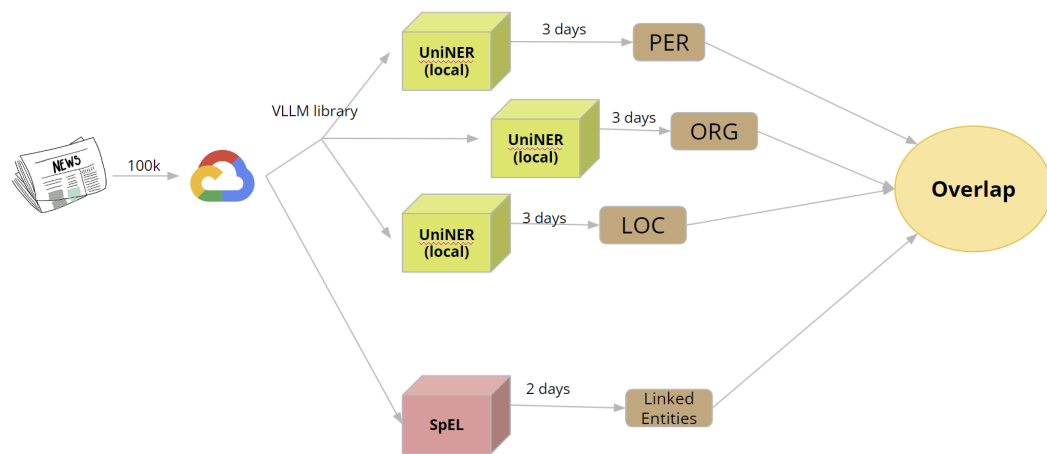 NEWS
100k
VLLM library
UniNER
(local)
3 days
PER
UniNER
(local)
3 days
ORG
UniNER
(local)
3 days
LOC
SpEL
2 days
Linked
Entities
Overlap